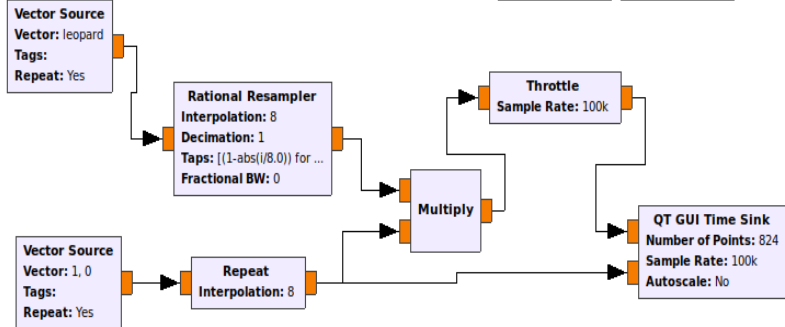 Vector Source
Vector: leopard
Tags:
Repeat: Yes
Rational Resampler
Interpolation: 8
Decimation: 1
Taps: [(1-abs(i/8.0)) for ...
Fractional BW: 0
Throttle
Sample Rate: 100k
Multiply
QT GUI Time Sink
Number of Points: 824
Sample Rate: 100k
Autoscale: No
Vector Source
Vector: 1, 0
Tags:
Repeat: Yes
Repeat
Interpolation: 8